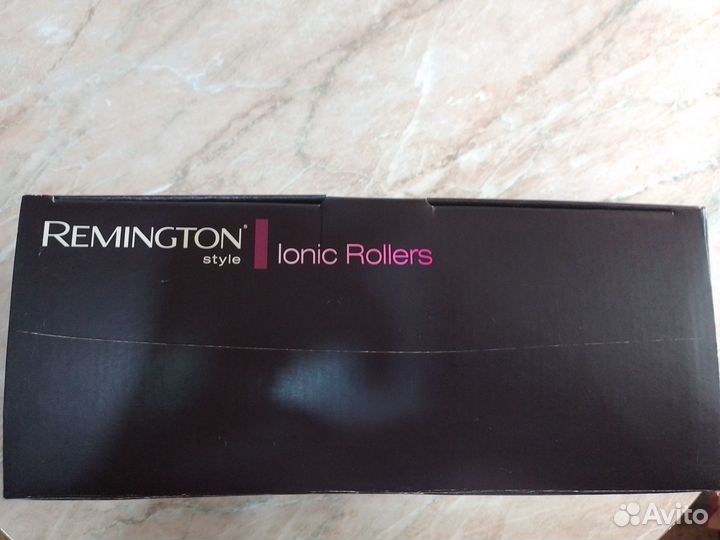 REMINGTON®
style
Ionic Rollers
Avito